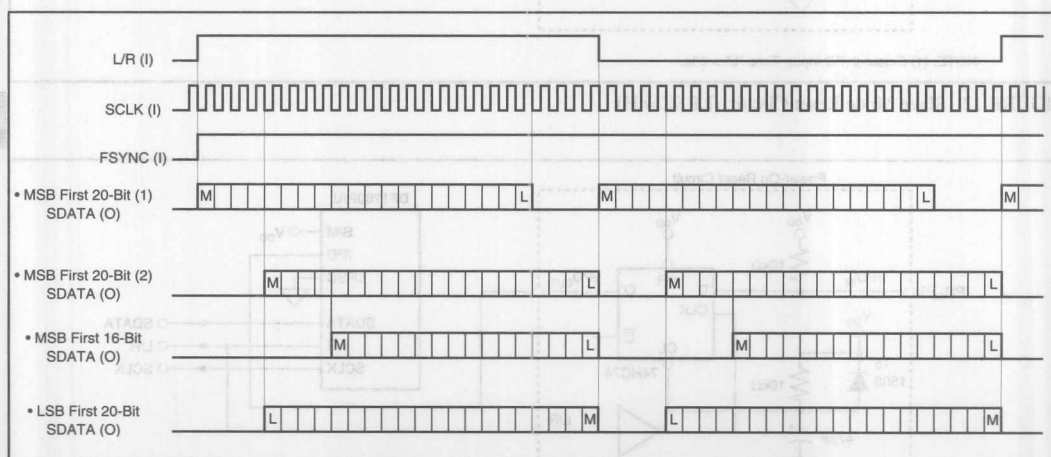 L/R (I)
SCLK (I)
FSYNC (I)
• MSB First 20-Bit (1)
SDATA (O)
M L M L M
• MSB First 20-Bit (2)
SDATA (O)
M L M L
• MSB First 16-Bit
SDATA (O)
M L M L
• LSB First 20-Bit
SDATA (O)
L M L M